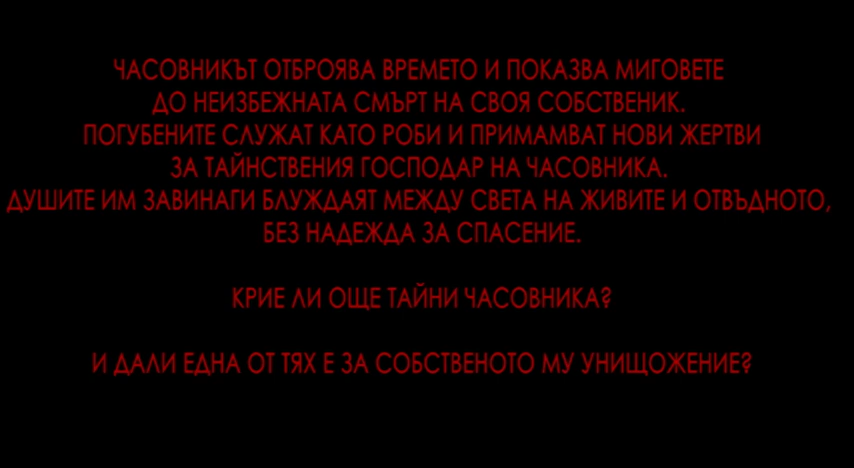 ЧАСОВНИКЪТ ОТБРОЯВА ВРЕМЕТО И ПОКАЗВА МИГОВЕТЕ
ДО НЕИЗБЕЖНАТА СМЪРТ НА СВОЯ СОБСТВЕНИК.
ПОГУБЕНИТЕ СЛУЖАТ КАТО РОБИ И ПРИМАМВАТ НОВИ ЖЕРТВИ
ЗА ТАЙНСТВЕНИЯ ГОСПОДАР НА ЧАСОВНИКА.
ДУШИТЕ ИМ ЗАВИНАГИ БЛУЖДАЯТ МЕЖДУ СВЕТА НА ЖИВИТЕ И ОТВЪДНОТО,
БЕЗ НАДЕЖДА ЗА СПАСЕНИЕ.
КРИЕ ЛИ ОЩЕ ТАЙНИ ЧАСОВНИКА?
И ДАЛИ ЕДНА ОТ ТЯХ Е ЗА СОБСТВЕНОТО МУ УНИЩОЖЕНИЕ?